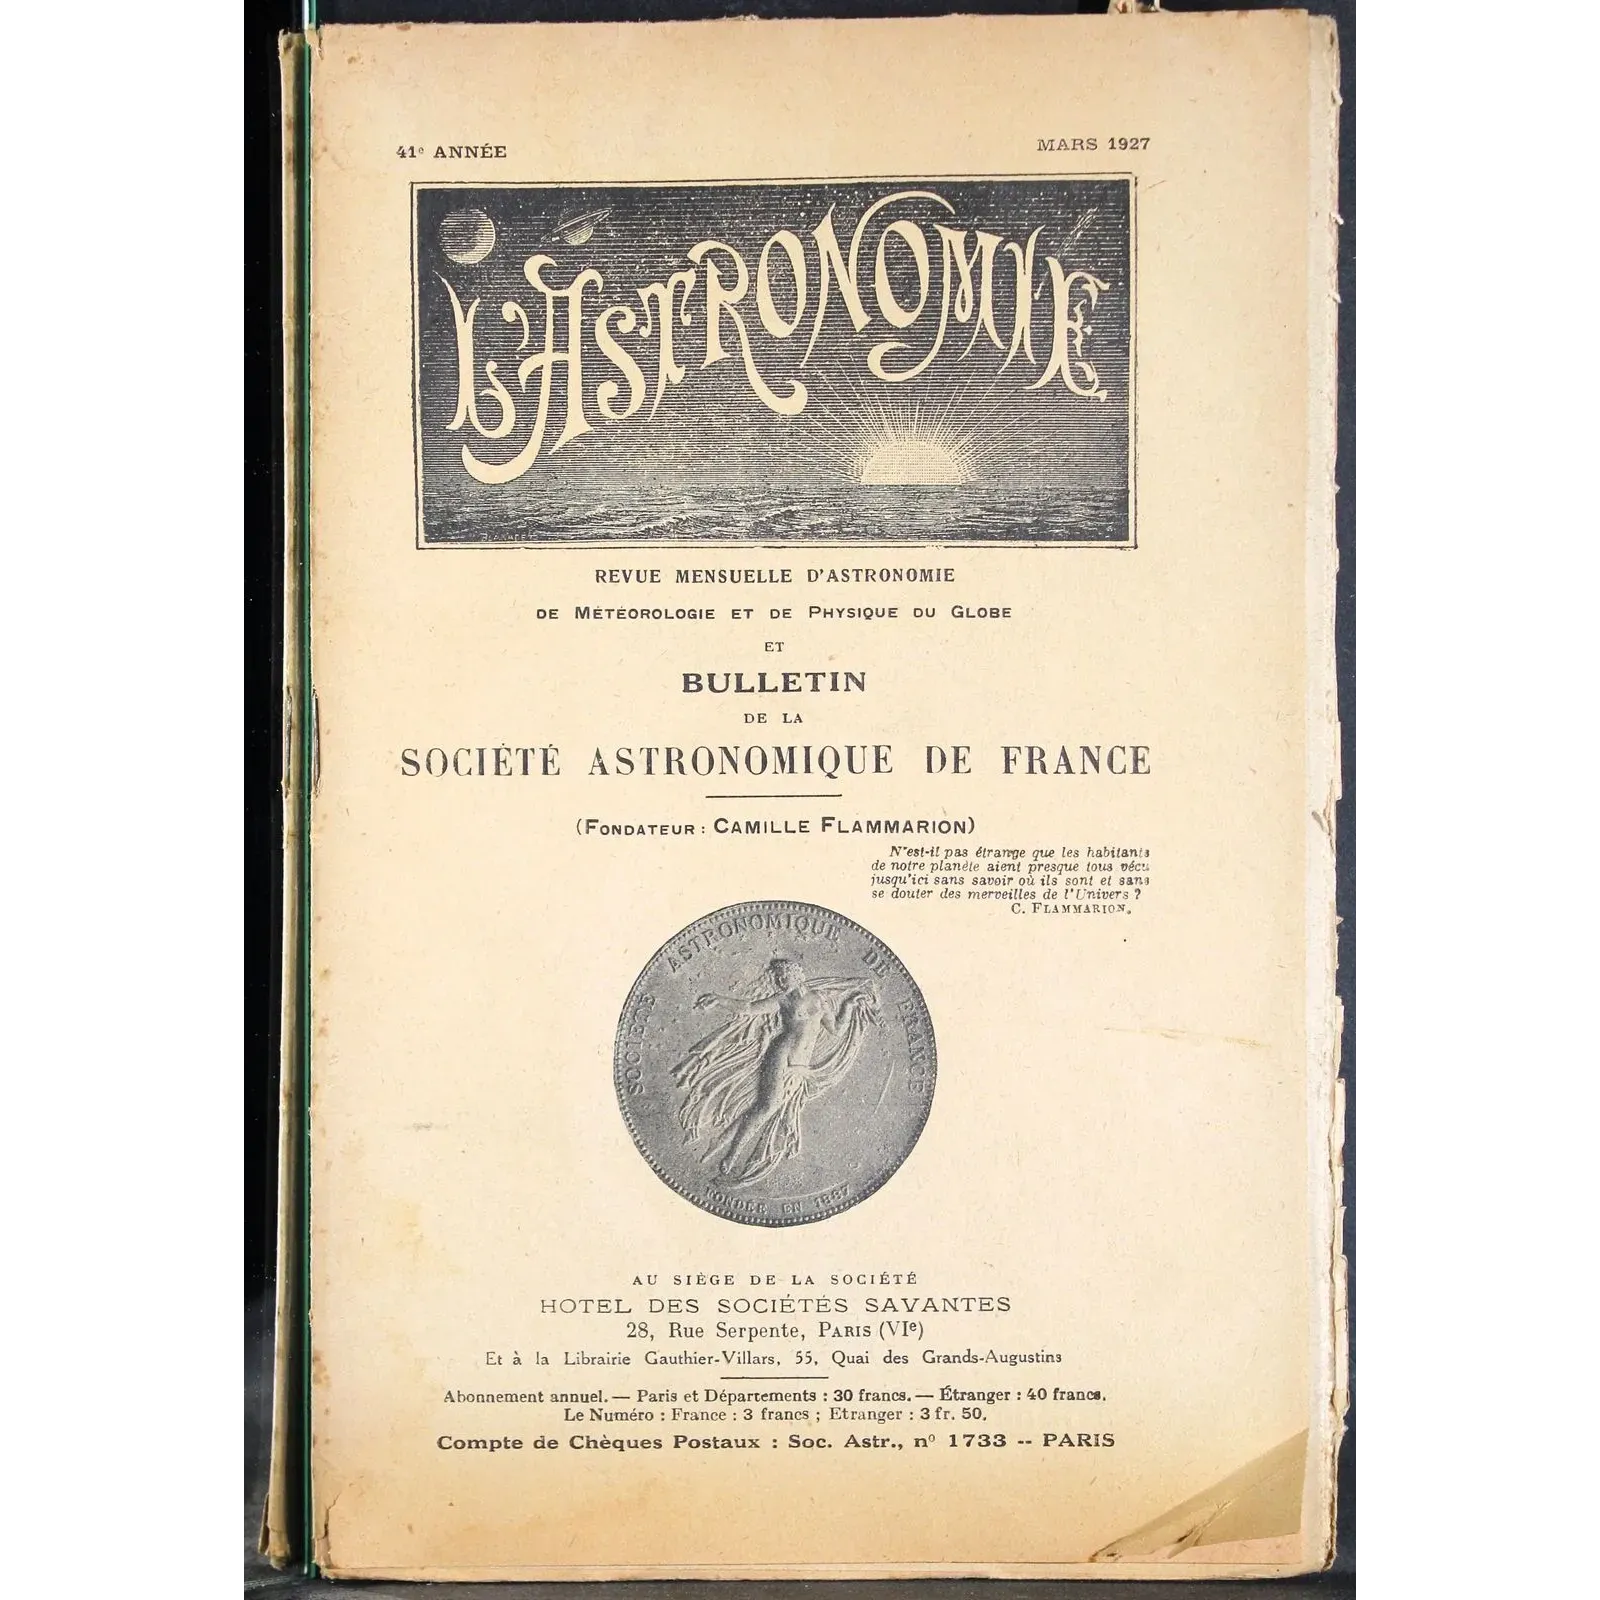 41e ANNÉE
MARS 1927
L'ASTRONOMIE
REVUE MENSUELLE D'ASTRONOMIE
DE MÉTÉOROLOGIE ET DE PHYSIQUE DU GLOBE
ET
BULLETIN
DE LA
SOCIÉTÉ ASTRONOMIQUE DE FRANCE
(FONDATEUR : CAMILLE FLAMMARION)
N'est-il pas étrange que les habitants
de notre planète aient presque tous vécu
jusqu'ici sans savoir où ils sont et sans
se douter des merveilles de l'Univers ?
C. FLAMMARION.
SOCIÉTÉ ASTRONOMIQUE DE FRANCE
FONDÉE EN 1887
AU SIÈGE DE LA SOCIÉTÉ
HOTEL DES SOCIÉTÉS SAVANTES
28, Rue Serpente, PARIS (VIe)
Et à la Librairie Gauthier-Villars, 55, Quai des Grands-Augustins
Abonnement annuel. — Paris et Départements : 30 francs. — Étranger : 40 francs.
Le Numéro : France : 3 francs ; Etranger : 3 fr. 50.
Compte de Chèques Postaux : Soc. Astr., no 1733 -- PARIS